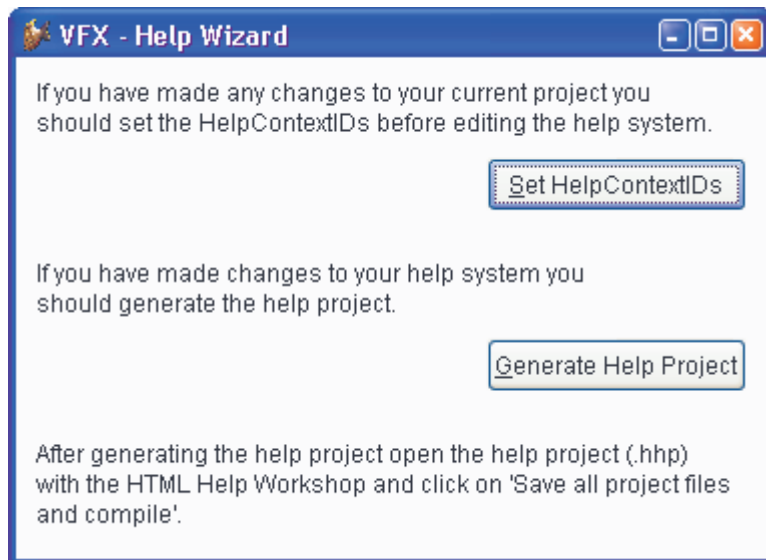 VFX - Help Wizard
If you have made any changes to your current project you
should set the HelpContextIDs before editing the help system.
Set HelpContextIDs
If you have made changes to your help system you
should generate the help project.
Generate Help Project
After generating the help project open the help project (.hhp)
with the HTML Help Workshop and click on 'Save all project files
and compile'.